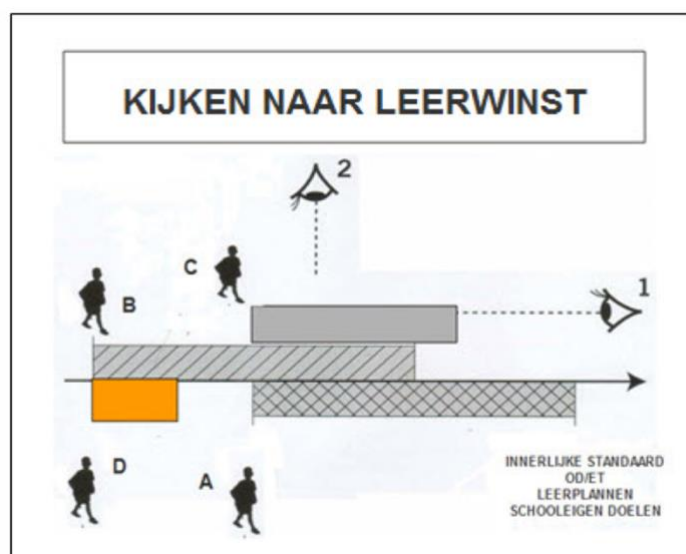 KIJKEN NAAR LEERWINST
2
C
B
1
D
A
INNERLIJKE STANDAARD
OD/ET
LEERPLANNEN
SCHOOLEIGEN DOELEN